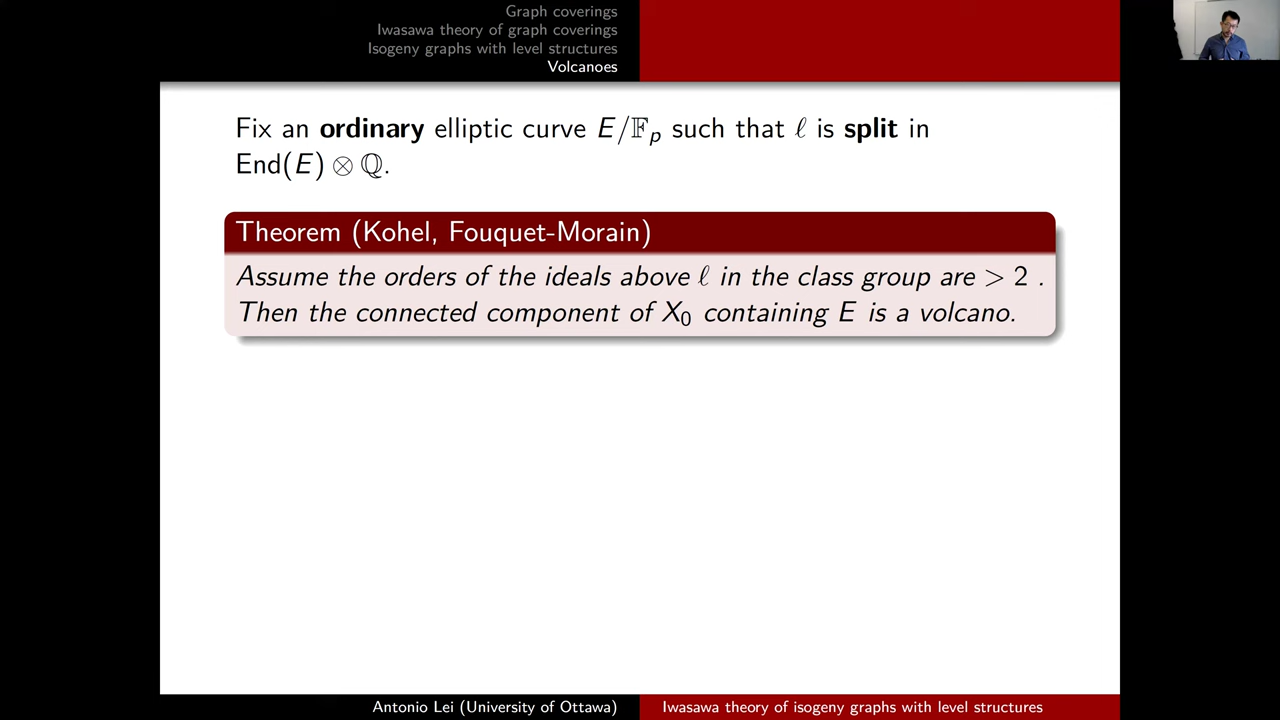 Graph coverings
Iwasawa theory of graph coverings
Isogeny graphs with level structures
Volcanoes
Fix an ordinary elliptic curve E/𝔽ₚ such that ℓ is split in
End(E) ⊗ ℚ.
Theorem (Kohel, Fouquet-Morain)
Assume the orders of the ideals above ℓ in the class group are > 2 .
Then the connected component of X₀ containing E is a volcano.
Antonio Lei (University of Ottawa)
Iwasawa theory of isogeny graphs with level structures